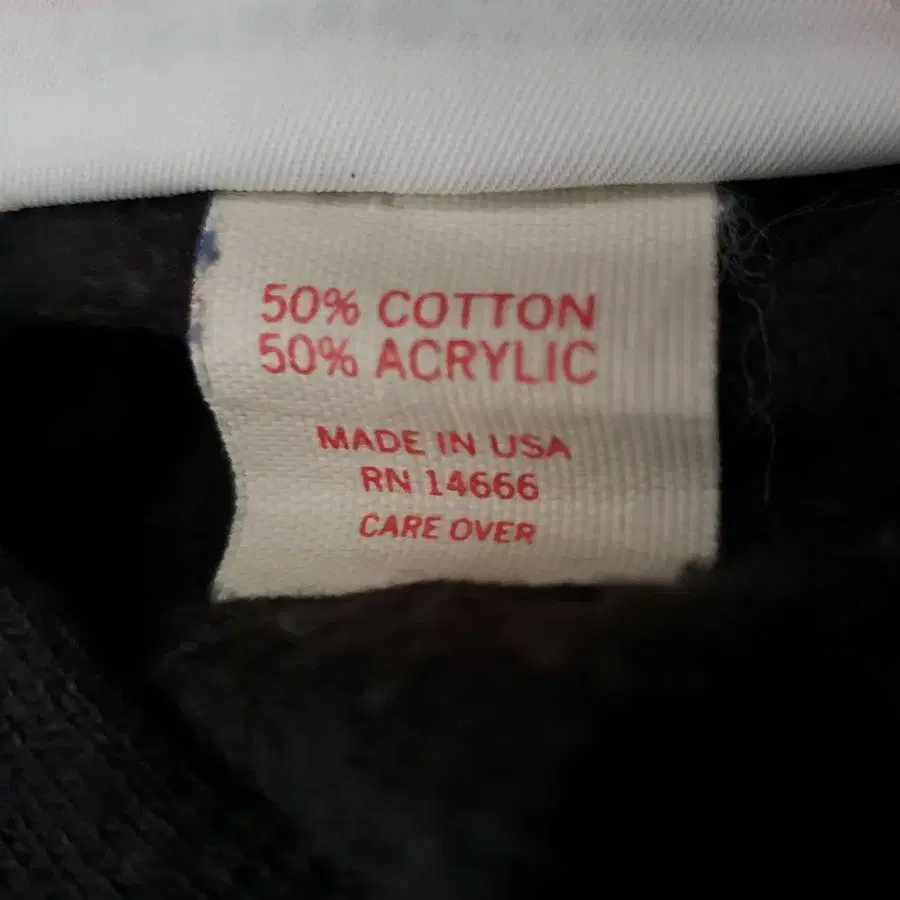 50% COTTON
50% ACRYLIC
MADE IN USA
RN 14666
CARE OVER